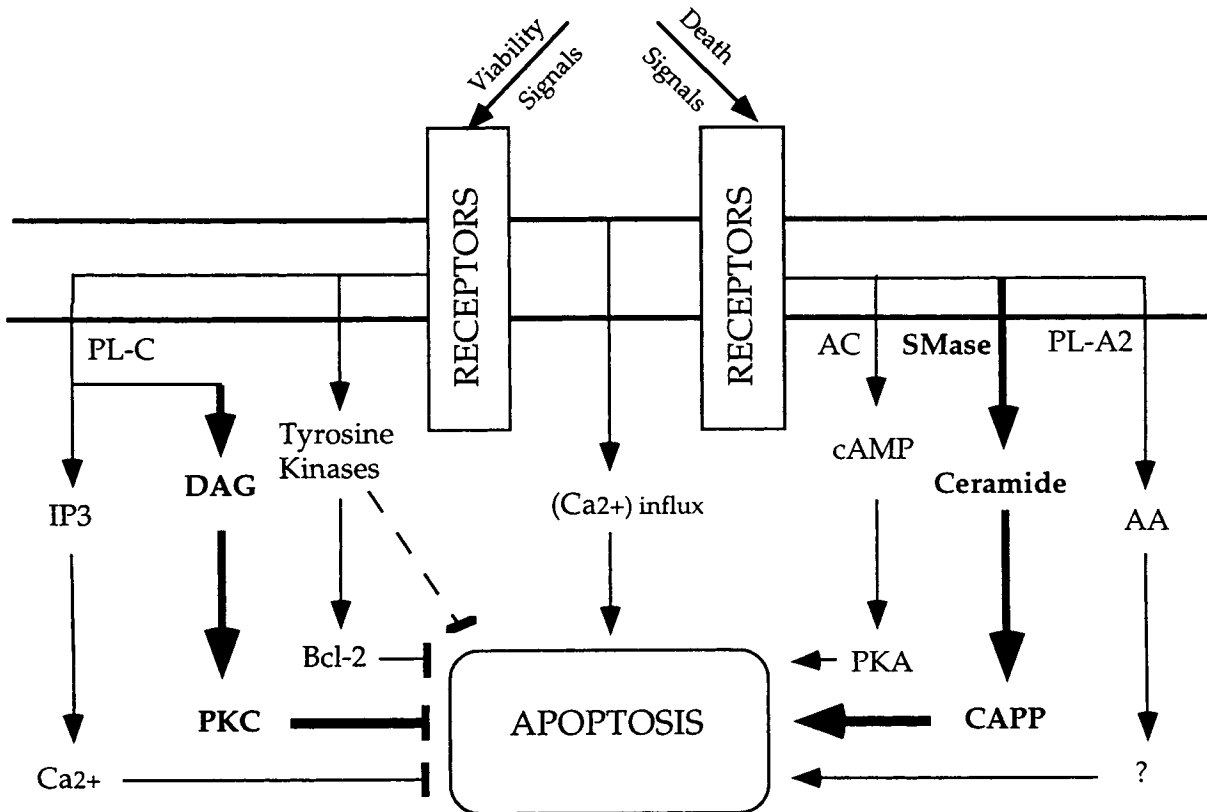 Viability
Signals
Death
Signals
RECEPTORS
RECEPTORS
PL-C
AC
SMase
PL-A2
Tyrosine
Kinases
cAMP
DAG
Ceramide
IP3
(Ca2+) influx
AA
Bcl-2
PKA
PKC
APOPTOSIS
CAPP
Ca2+
?